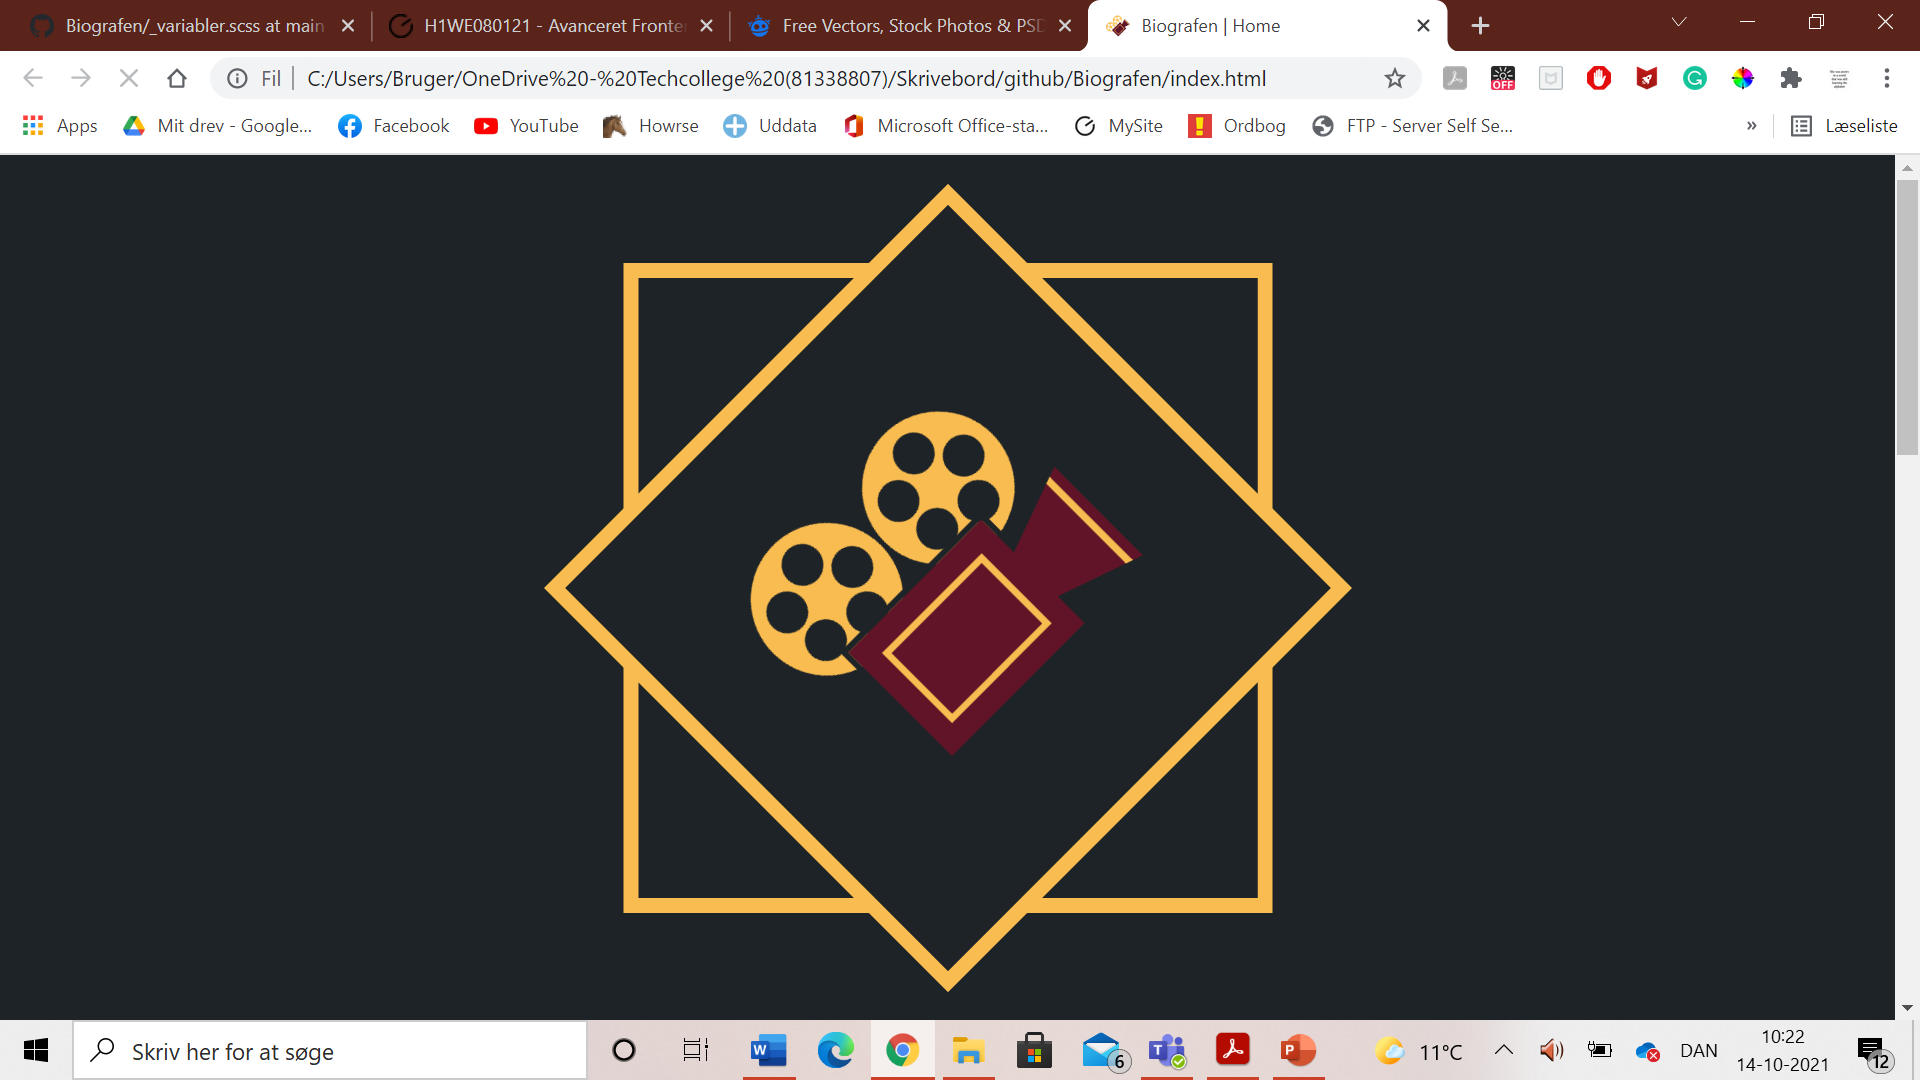 Biografen/_variabler.scss at main
H1WE080121 - Avanceret Fronte
Free Vectors, Stock Photos & PSD
Biografen | Home
Fil
C:/Users/Bruger/OneDrive%20-%20Techcollege%20(81338807)/Skrivebord/github/Biografen/index.html
OFF
Apps
Mit drev - Google...
Facebook
YouTube
Howrse
Uddata
Microsoft Office-sta...
MySite
Ordbog
FTP - Server Self Se...
»
Læseliste
Skriv her for at søge
6
11°C
DAN
10:22
14-10-2021
12